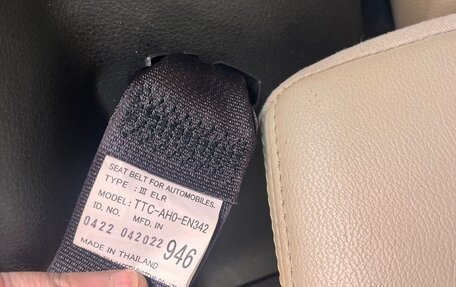 SEAT BELT FOR AUTOMOBILES.
TYPE : III ELR
MODEL: TTC-AH0-EN342
ID. NO. MFD. IN
0422 042022 946
MADE IN THAILAND